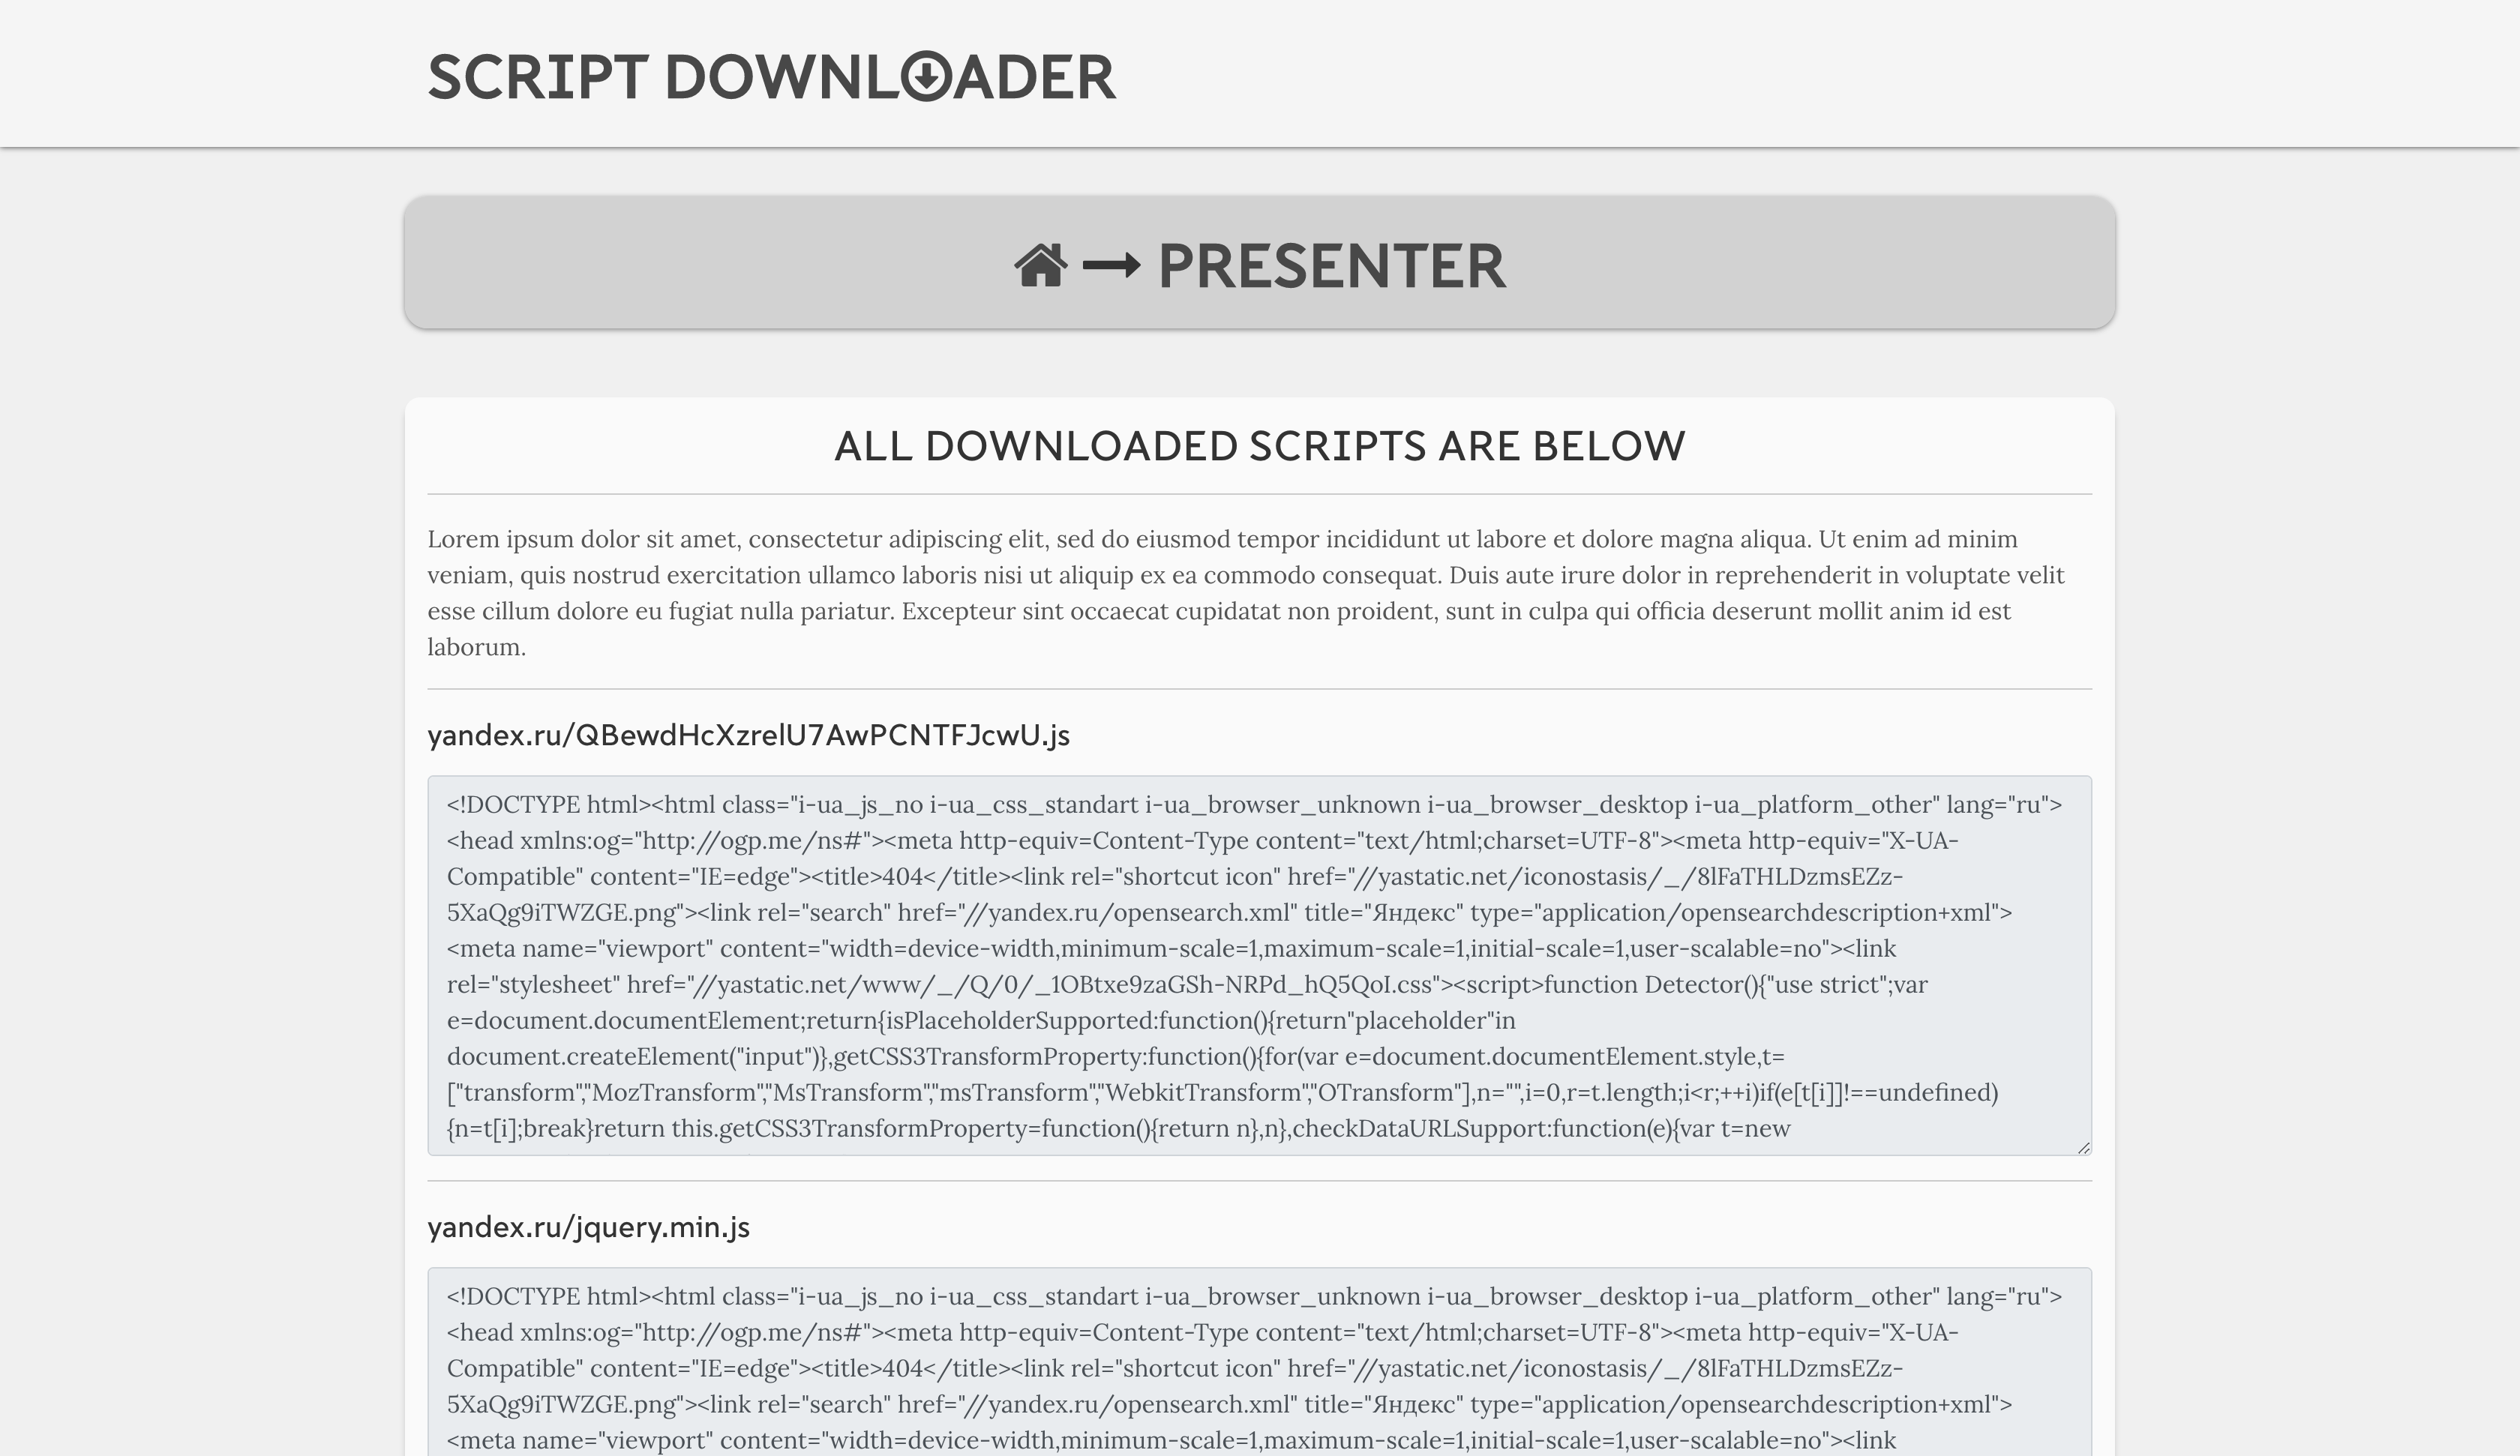 SCRIPT DOWNLOADER
PRESENTER
ALL DOWNLOADED SCRIPTS ARE BELOW
Lorem ipsum dolor sit amet, consectetur adipiscing elit, sed do eiusmod tempor incididunt ut labore et dolore magna aliqua. Ut enim ad minim
veniam, quis nostrud exercitation ullamco laboris nisi ut aliquip ex ea commodo consequat. Duis aute irure dolor in reprehenderit in voluptate velit
esse cillum dolore eu fugiat nulla pariatur. Excepteur sint occaecat cupidatat non proident, sunt in culpa qui officia deserunt mollit anim id est
laborum.
yandex.ru/QBewdHcXzrelU7AwPCNTFJcwU.js
<!DOCTYPE html><html class="i-ua_js_no i-ua_css_standart i-ua_browser_unknown i-ua_browser_desktop i-ua_platform_other" lang="ru">
<head xmlns:og="http://ogp.me/ns#"><meta http-equiv=Content-Type content="text/html;charset=UTF-8"><meta http-equiv="X-UA-
Compatible" content="IE=edge"><title>404</title><link rel="shortcut icon" href="//yastatic.net/iconostasis/_/8lFaTHLDzmsEZz-
5XaQg9iTWZGE.png"><link rel="search" href="//yandex.ru/opensearch.xml" title="Яндекс" type="application/opensearchdescription+xml">
<meta name="viewport" content="width=device-width,minimum-scale=1,maximum-scale=1,initial-scale=1,user-scalable=no"><link
rel="stylesheet" href="//yastatic.net/www/_/Q/0/_1OBtxe9zaGSh-NRPd_hQ5QoI.css"><script>function Detector(){"use strict";var
e=document.documentElement;return{isPlaceholderSupported:function(){return"placeholder"in
document.createElement("input")},getCSS3TransformProperty:function(){for(var e=document.documentElement.style,t=
["transform","MozTransform","MsTransform","msTransform","WebkitTransform","OTransform"],n="",i=0,r=t.length;i<r;++i)if(e[t[i]]!==undefined)
{n=t[i];break}return this.getCSS3TransformProperty=function(){return n},n},checkDataURLSupport:function(e){var t=new
yandex.ru/jquery.min.js
<!DOCTYPE html><html class="i-ua_js_no i-ua_css_standart i-ua_browser_unknown i-ua_browser_desktop i-ua_platform_other" lang="ru">
<head xmlns:og="http://ogp.me/ns#"><meta http-equiv=Content-Type content="text/html;charset=UTF-8"><meta http-equiv="X-UA-
Compatible" content="IE=edge"><title>404</title><link rel="shortcut icon" href="//yastatic.net/iconostasis/_/8lFaTHLDzmsEZz-
5XaQg9iTWZGE.png"><link rel="search" href="//yandex.ru/opensearch.xml" title="Яндекс" type="application/opensearchdescription+xml">
<meta name="viewport" content="width=device-width,minimum-scale=1,maximum-scale=1,initial-scale=1,user-scalable=no"><link